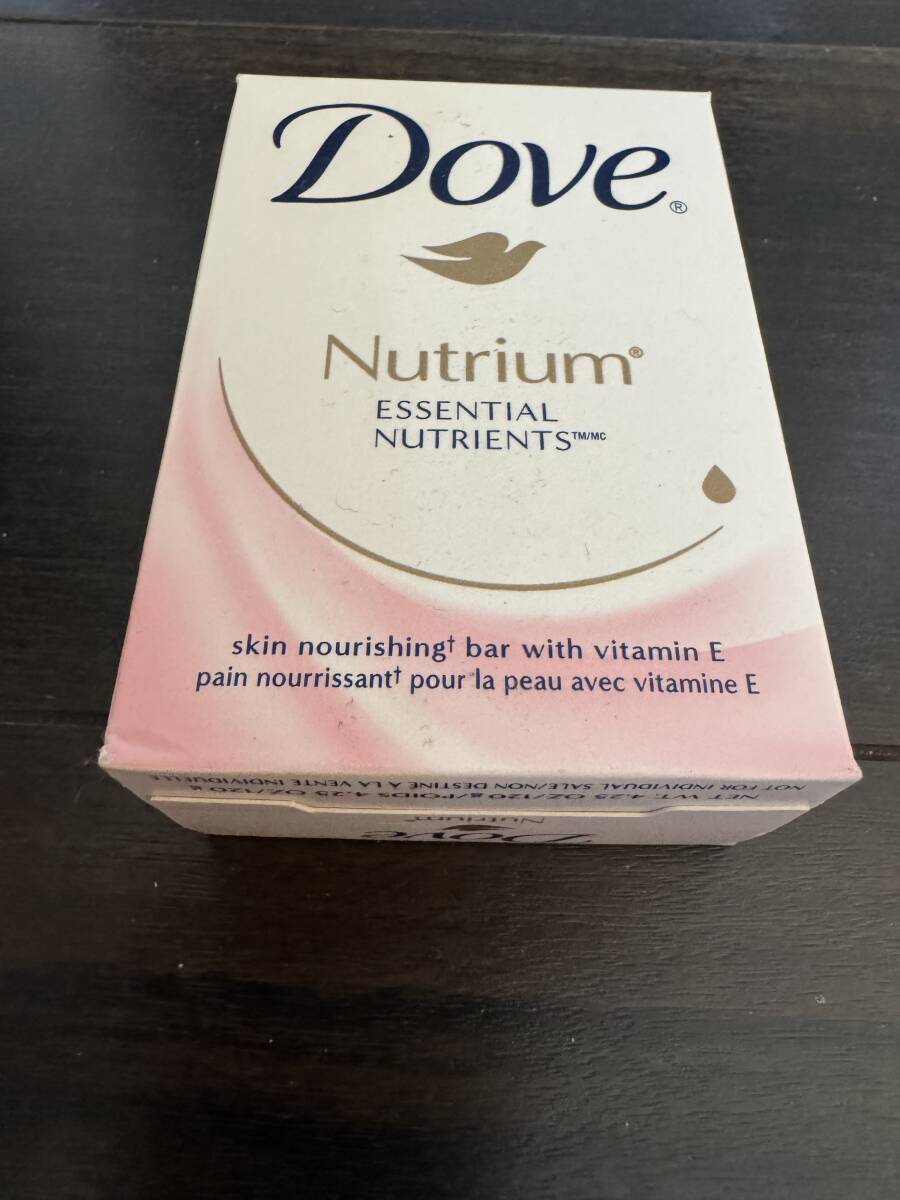 Dove®
Nutrium®
ESSENTIAL
NUTRIENTS™/MC
skin nourishing† bar with vitamin E
pain nourrissant† pour la peau avec vitamine E
NOT FOR INDIVIDUAL SALE/NON DESTINÉ À LA VENTE INDIVIDUELLE
NET WT. 4.25 OZ/120 g/POIDS 4,25 OZ/120 g
Dove
Nutrium